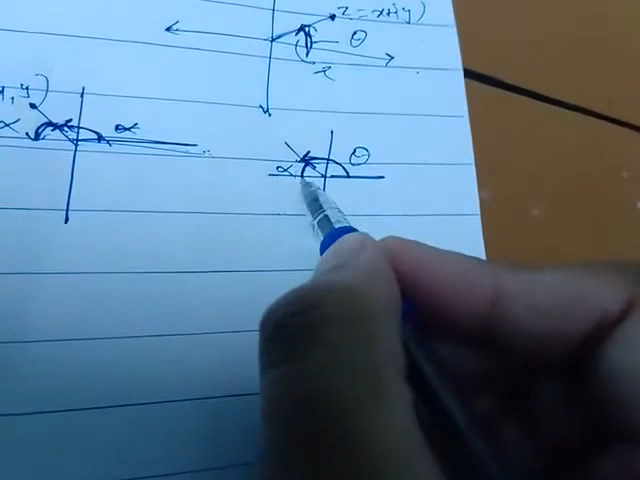 z = x+iy)
θ
x
, y)
α
α
θ
α